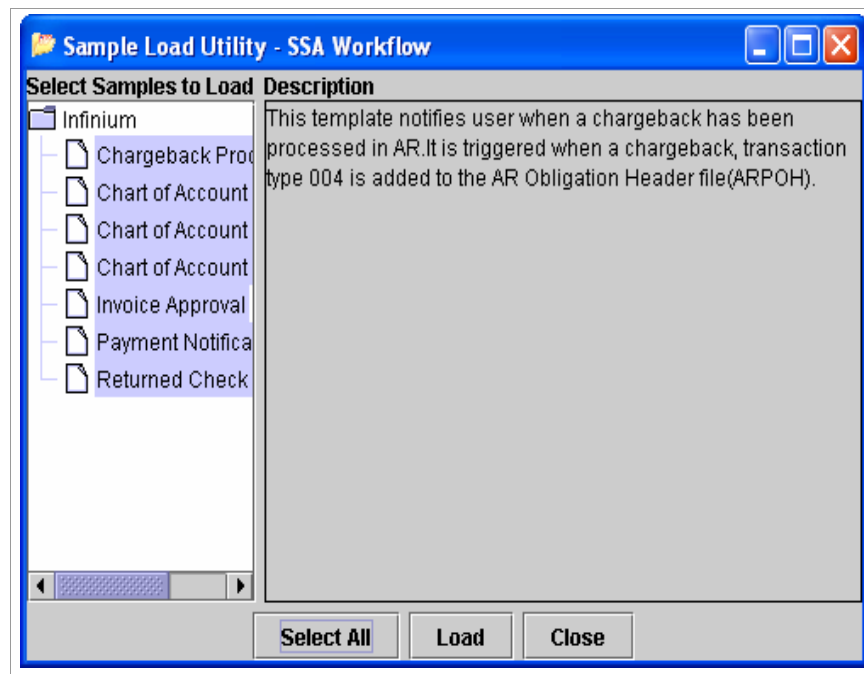 Sample Load Utility - SSA Workflow
Select Samples to Load Description
Infinium
This template notifies user when a chargeback has been
processed in AR.It is triggered when a chargeback, transaction
type 004 is added to the AR Obligation Header file(ARPOH).
Chargeback Proc
Chart of Account
Chart of Account
Chart of Account
Invoice Approval
Payment Notifica
Returned Check
Select All Load Close